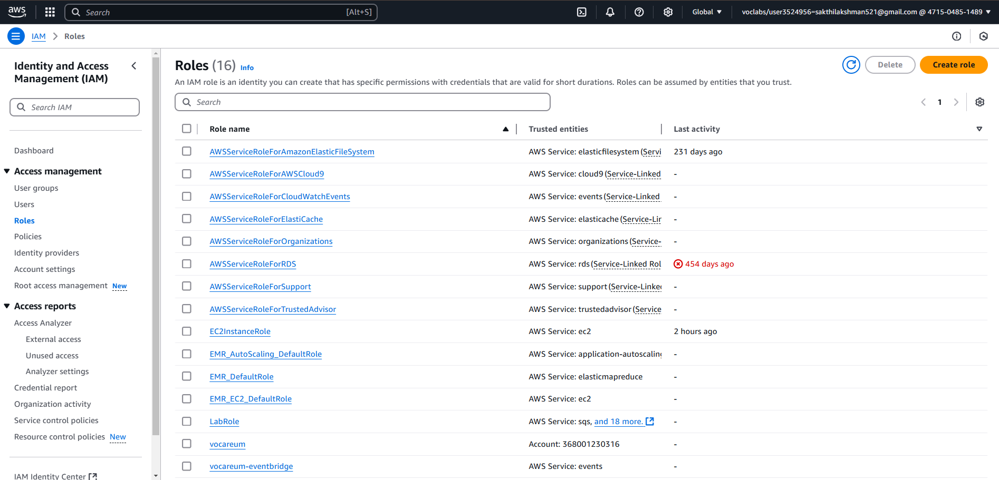 aws
Search [Alt+S]
Global
voclabs/user3524956=sakthilakshman521@gmail.com @ 4715-0485-1489
IAM > Roles
Identity and Access Management (IAM)
Search IAM
Dashboard
Access management
User groups
Users
Roles
Policies
Identity providers
Account settings
Root access management New
Access reports
Access Analyzer
External access
Unused access
Analyzer settings
Credential report
Organization activity
Service control policies
Resource control policies New
IAM Identity Center
Roles (16) Info
Delete
Create role
An IAM role is an identity you can create that has specific permissions with credentials that are valid for short durations. Roles can be assumed by entities that you trust.
Search
1
Role name Trusted entities Last activity
AWSServiceRoleForAmazonElasticFileSystem AWS Service: elasticfilesystem (Servi 231 days ago
AWSServiceRoleForAWSCloud9 AWS Service: cloud9 (Service-Linked -
AWSServiceRoleForCloudWatchEvents AWS Service: events (Service-Linked -
AWSServiceRoleForElastiCache AWS Service: elasticache (Service-Lin -
AWSServiceRoleForOrganizations AWS Service: organizations (Service- -
AWSServiceRoleForRDS AWS Service: rds (Service-Linked Rol 454 days ago
AWSServiceRoleForSupport AWS Service: support (Service-Linked -
AWSServiceRoleForTrustedAdvisor AWS Service: trustedadvisor (Service -
EC2InstanceRole AWS Service: ec2 2 hours ago
EMR_AutoScaling_DefaultRole AWS Service: application-autoscaling -
EMR_DefaultRole AWS Service: elasticmapreduce -
EMR_EC2_DefaultRole AWS Service: ec2 -
LabRole AWS Service: sqs, and 18 more. -
vocareum Account: 368001230316 -
vocareum-eventbridge AWS Service: events -